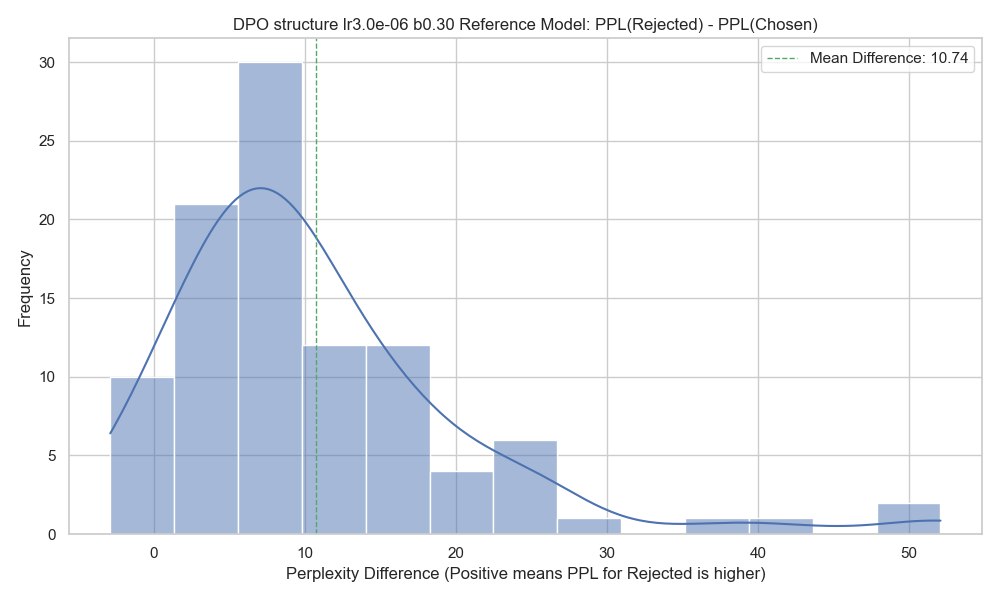 DPO structure lr3.0e-06 b0.30 Reference Model: PPL(Rejected) - PPL(Chosen)
Mean Difference: 10.74
30
25
20
15
10
5
0
Frequency
0 10 20 30 40 50
Perplexity Difference (Positive means PPL for Rejected is higher)